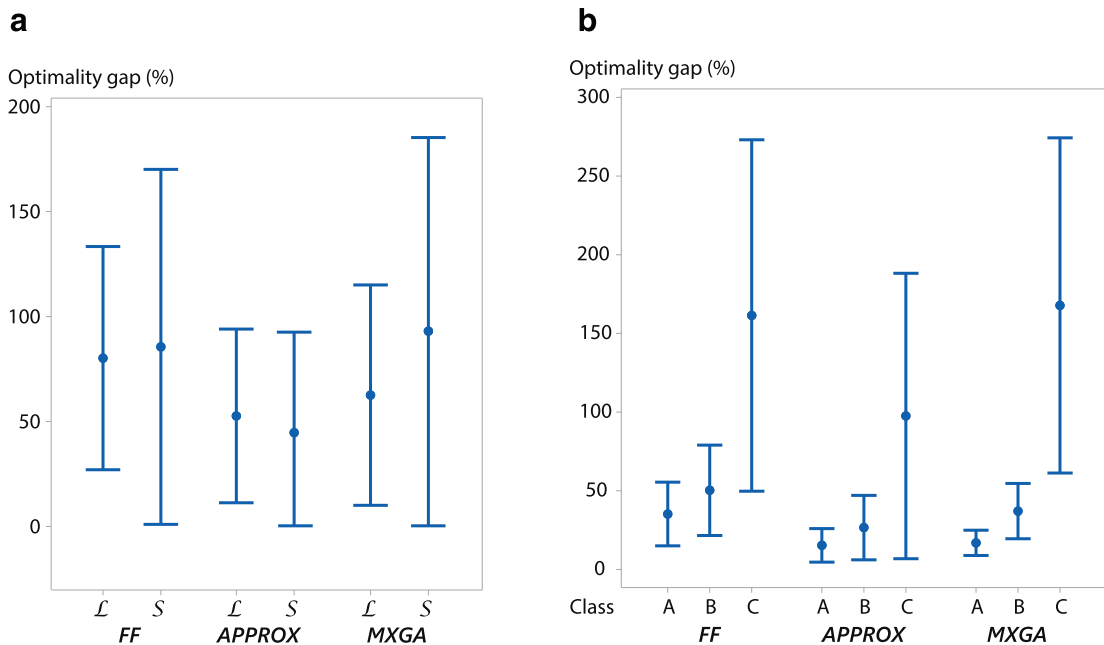 a
Optimality gap (%)
200
150
100
50
0
ℒ 𝒮 ℒ 𝒮 ℒ 𝒮
FF APPROX MXGA
b
Optimality gap (%)
300
250
200
150
100
50
0
Class A B C A B C A B C
FF APPROX MXGA